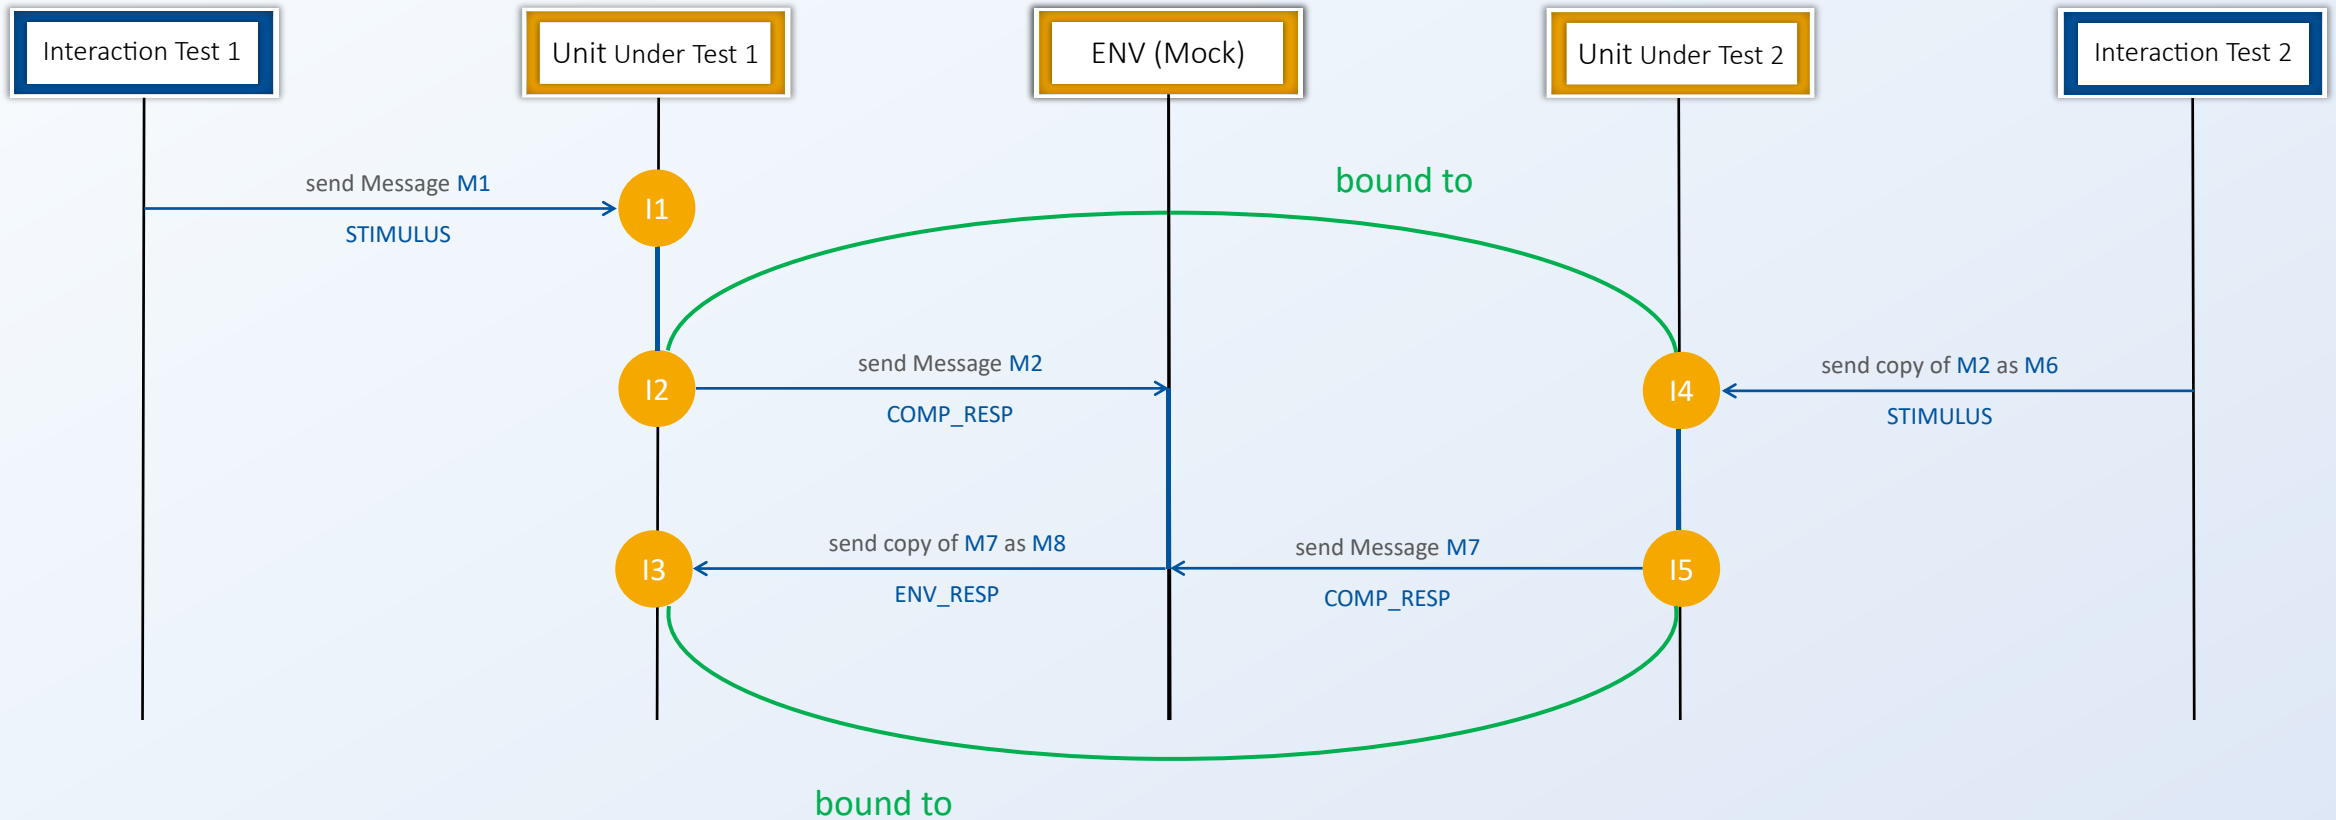 Interaction Test 1
Unit Under Test 1
ENV (Mock)
Unit Under Test 2
Interaction Test 2
send Message M1
STIMULUS
I1
bound to
I2
send Message M2
COMP_RESP
I4
send copy of M2 as M6
STIMULUS
I3
send copy of M7 as M8
ENV_RESP
send Message M7
COMP_RESP
I5
bound to